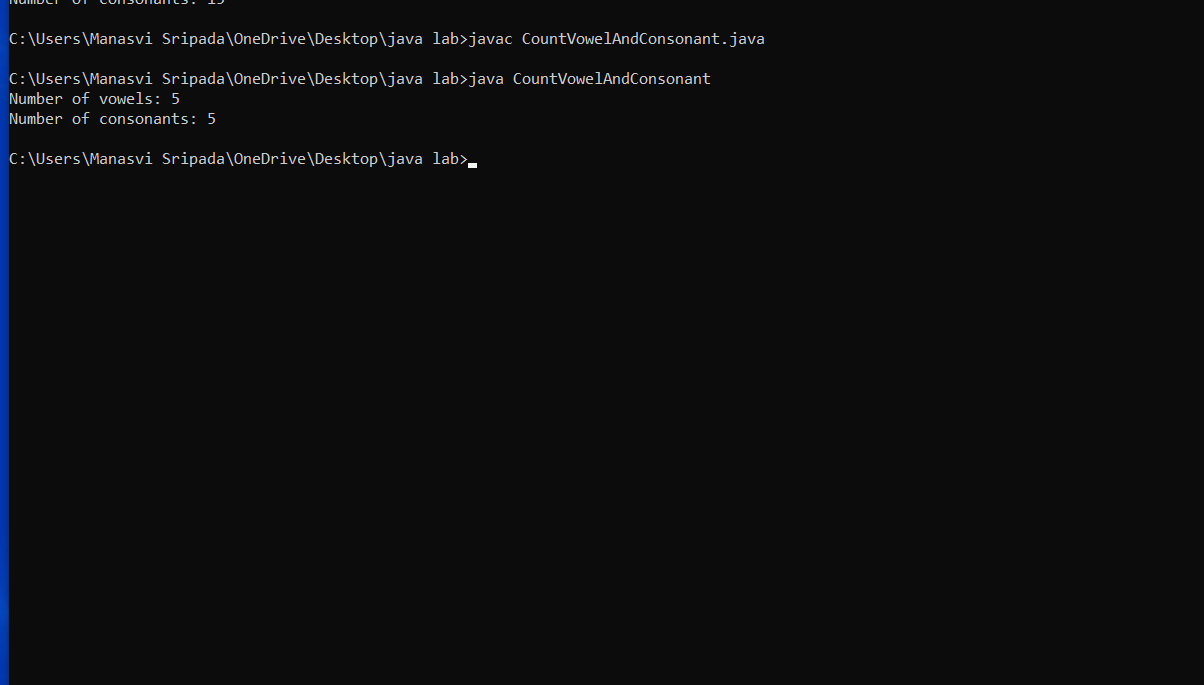 Number of consonants:
C:\Users\Manasvi Sripada\OneDrive\Desktop\java lab>javac CountVowelAndConsonant.java
C:\Users\Manasvi Sripada\OneDrive\Desktop\java lab>java CountVowelAndConsonant
Number of vowels: 5
Number of consonants: 5
C:\Users\Manasvi Sripada\OneDrive\Desktop\java lab>